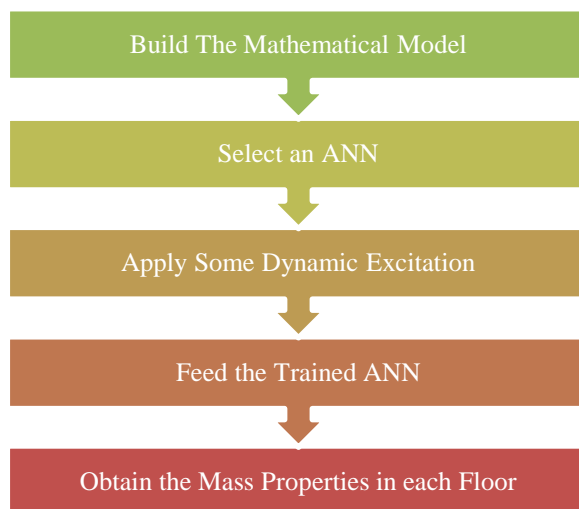 Build The Mathematical Model
Select an ANN
Apply Some Dynamic Excitation
Feed the Trained ANN
Obtain the Mass Properties in each Floor